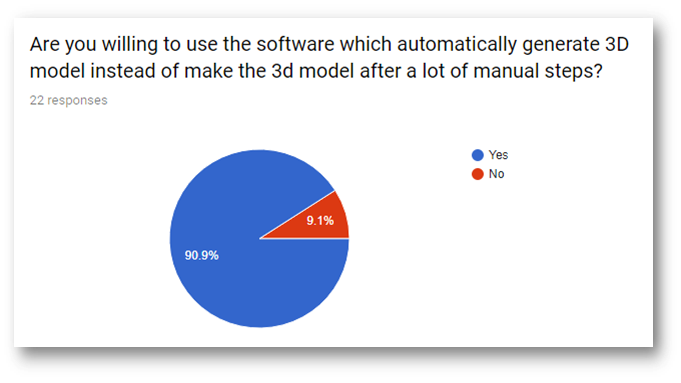 Are you willing to use the software which automatically generate 3D
model instead of make the 3d model after a lot of manual steps?
22 responses
Yes
No
9.1%
90.9%